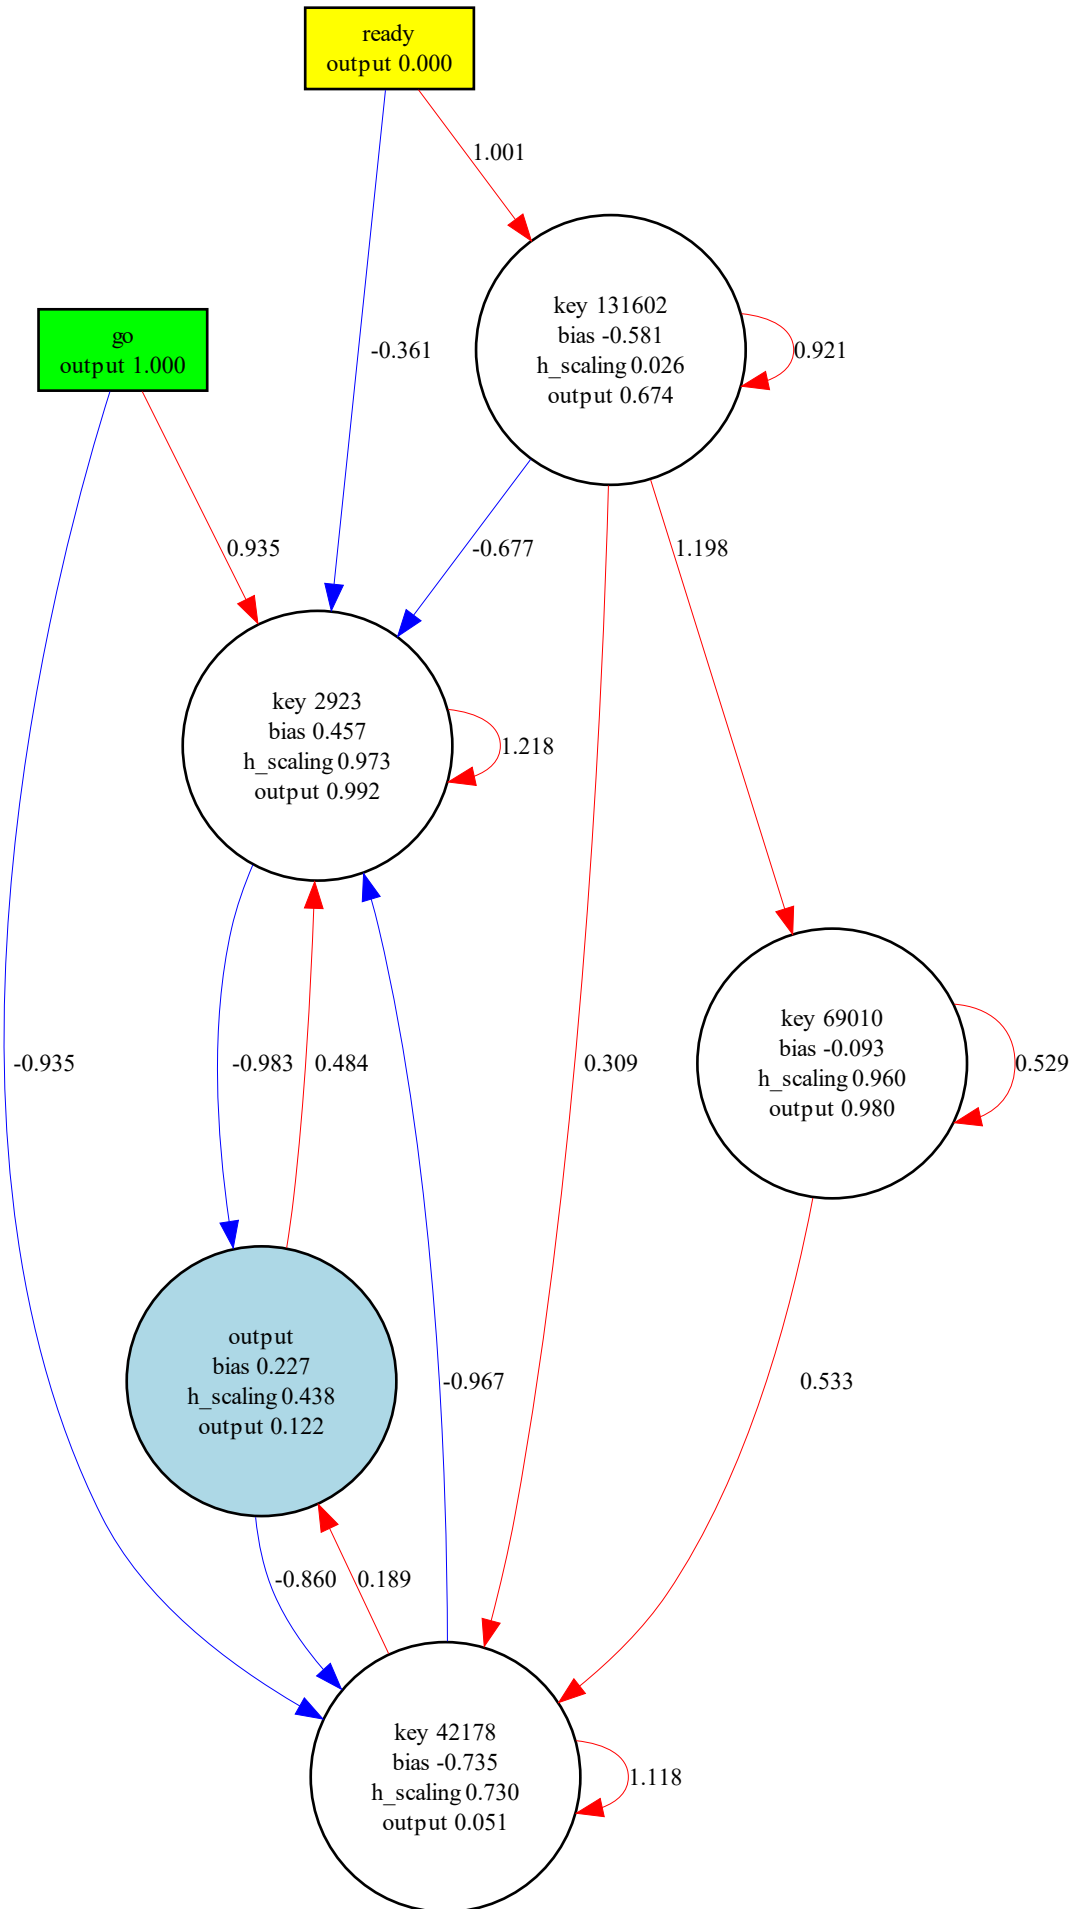 ready
output 0.000
1.001
key 131602
bias -0.581
h_scaling 0.026
output 0.674
0.921
go
output 1.000
-0.361
0.935
-0.677
1.198
key 2923
bias 0.457
h_scaling 0.973
output 0.992
1.218
key 69010
bias -0.093
h_scaling 0.960
output 0.980
0.529
-0.935
-0.983
0.484
0.309
output
bias 0.227
h_scaling 0.438
output 0.122
-0.967
0.533
-0.860
0.189
key 42178
bias -0.735
h_scaling 0.730
output 0.051
1.118